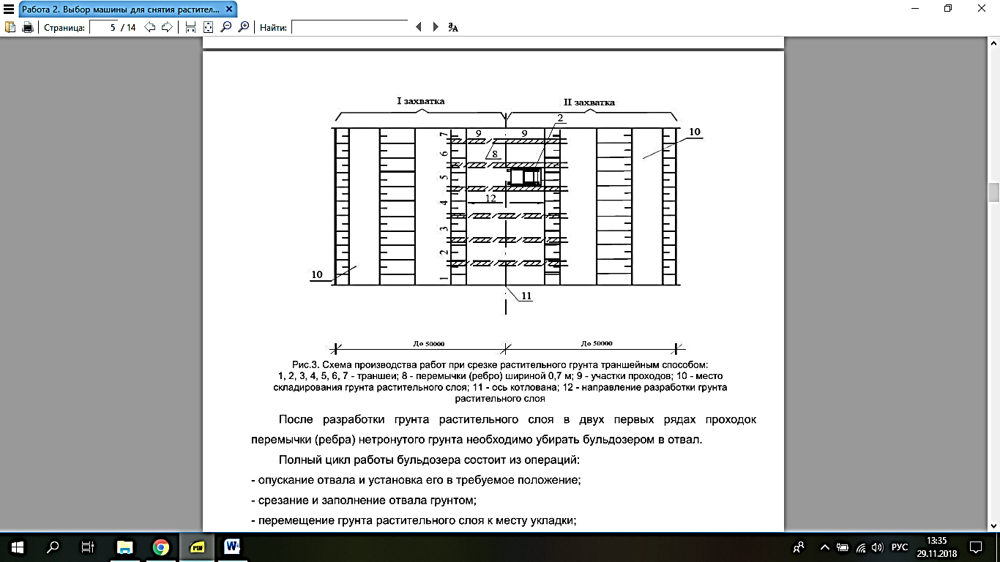 Работа 2. Выбор машины для снятия растител...
Страница: 5 / 14 Найти:
I захватка II захватка
2
7 9 9 10
6 8
5
12
4
3
2
10 1
11
До 50000 До 50000
Рис.3. Схема производства работ при срезке растительного грунта траншейным способом:
1, 2, 3, 4, 5, 6, 7 - траншеи; 8 - перемычки (ребро) шириной 0,7 м; 9 - участки проходов; 10 - место
складирования грунта растительного слоя; 11 - ось котлована; 12 - направление разработки грунта
растительного слоя
После разработки грунта растительного слоя в двух первых рядах проходок
перемычки (ребра) нетронутого грунта необходимо убирать бульдозером в отвал.
Полный цикл работы бульдозера состоит из операций:
- опускание отвала и установка его в требуемое положение;
- срезание и заполнение отвала грунтом;
- перемещение грунта растительного слоя к месту укладки;
PDF W РУС 13:35
29.11.2018